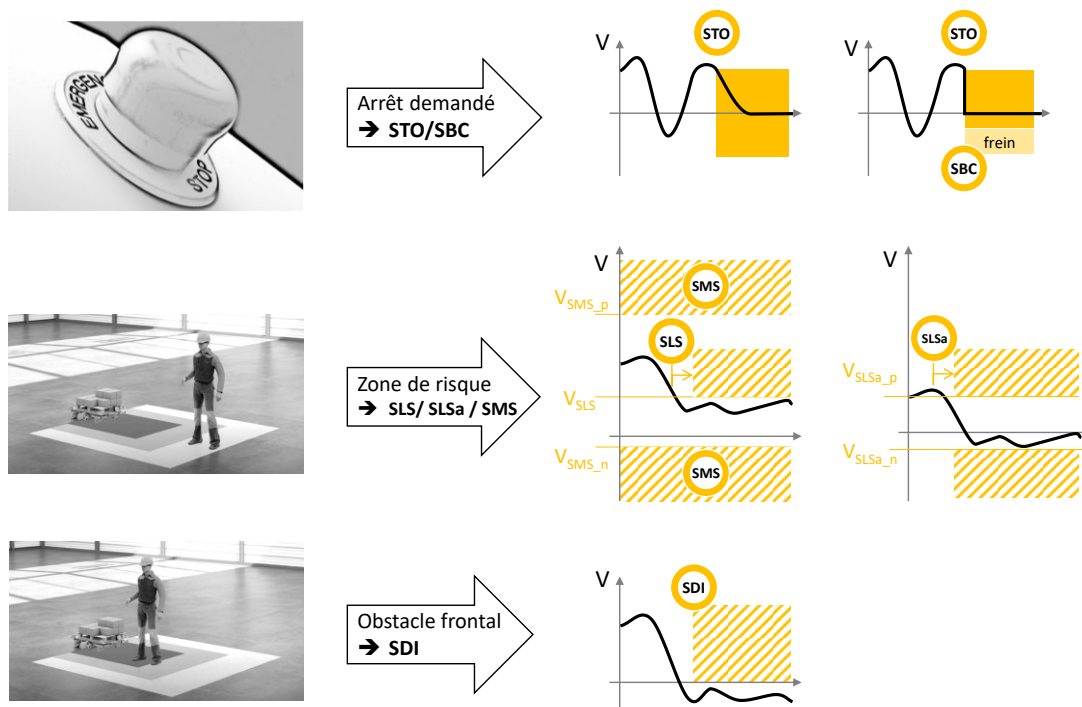 EMERGEN
STOP
Arrêt demandé
➔ STO/SBC
V
STO
STO
frein
SBC
Zone de risque
➔ SLS/ SLSa / SMS
V
V_SMS_p
SMS
SLS
V_SLS
V_SMS_n
SMS
V
SLSa
V_SLSa_p
V_SLSa_n
Obstacle frontal
➔ SDI
V
SDI